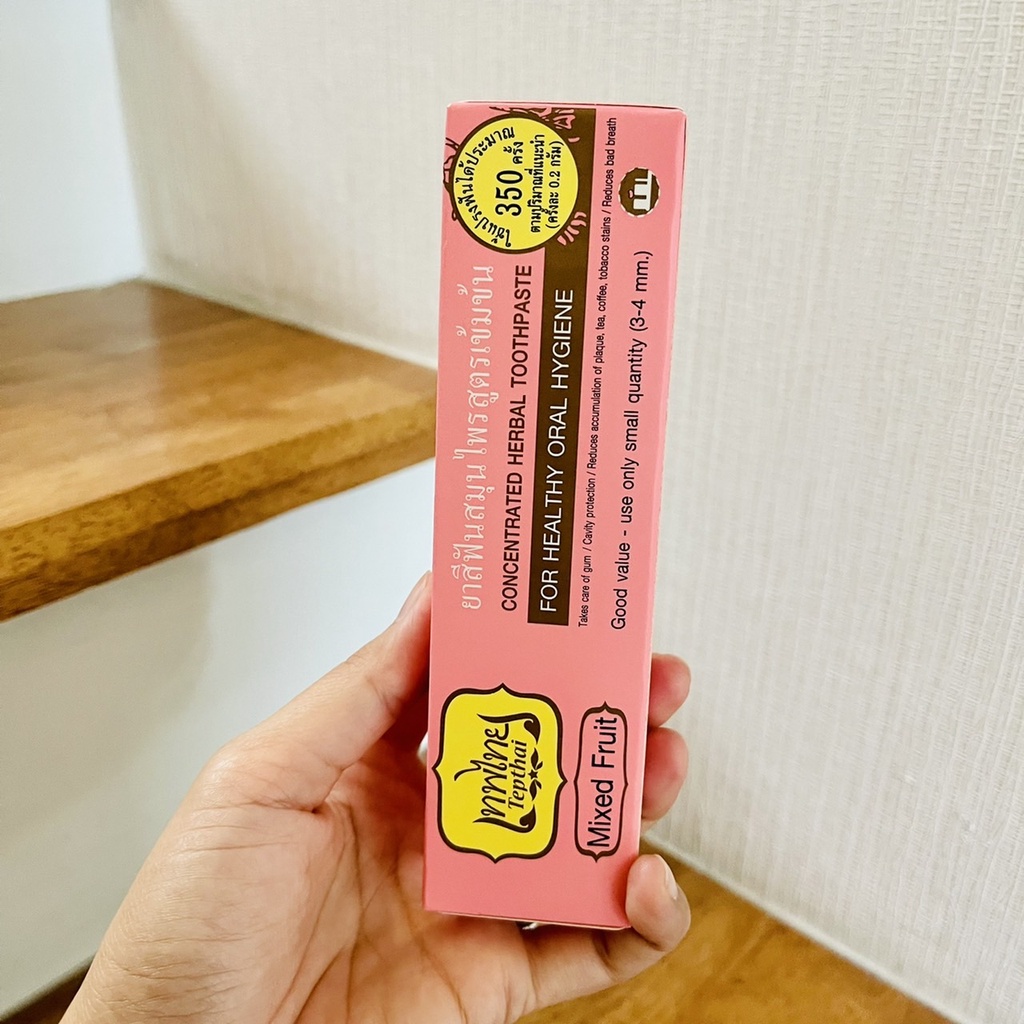 เทพไทย
Tepthai
Mixed Fruit
ยาสีฟันสมุนไพรสูตรเข้มข้น
CONCENTRATED HERBAL TOOTHPASTE
FOR HEALTHY ORAL HYGIENE
Takes care of gum / Cavity protection / Reduces accumulation of plaque, tea, coffee, tobacco stains / Reduces bad breath
Good value - use only small quantity (3-4 mm.)
ใช้แปรงฟันได้ประมาณ
350 ครั้ง
ตามปริมาณที่แนะนำ
(ครั้งละ 0.2 กรัม)